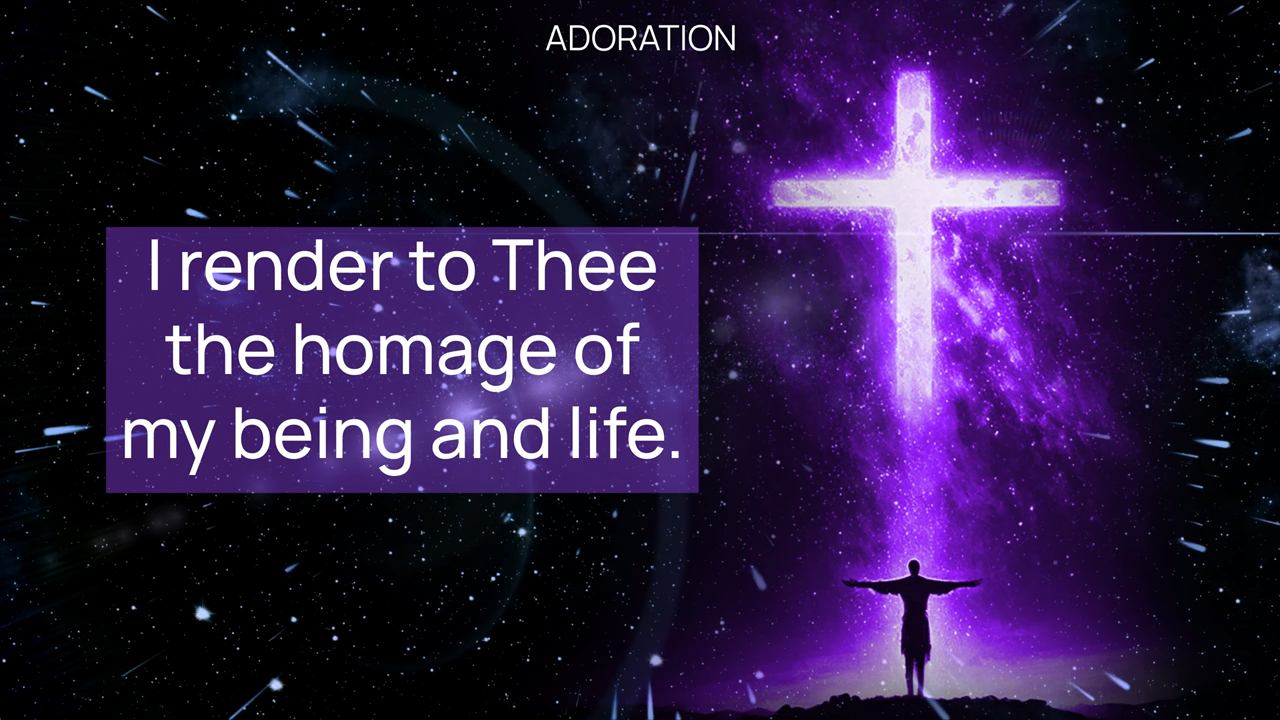 ADORATION
I render to Thee
the homage of
my being and life.